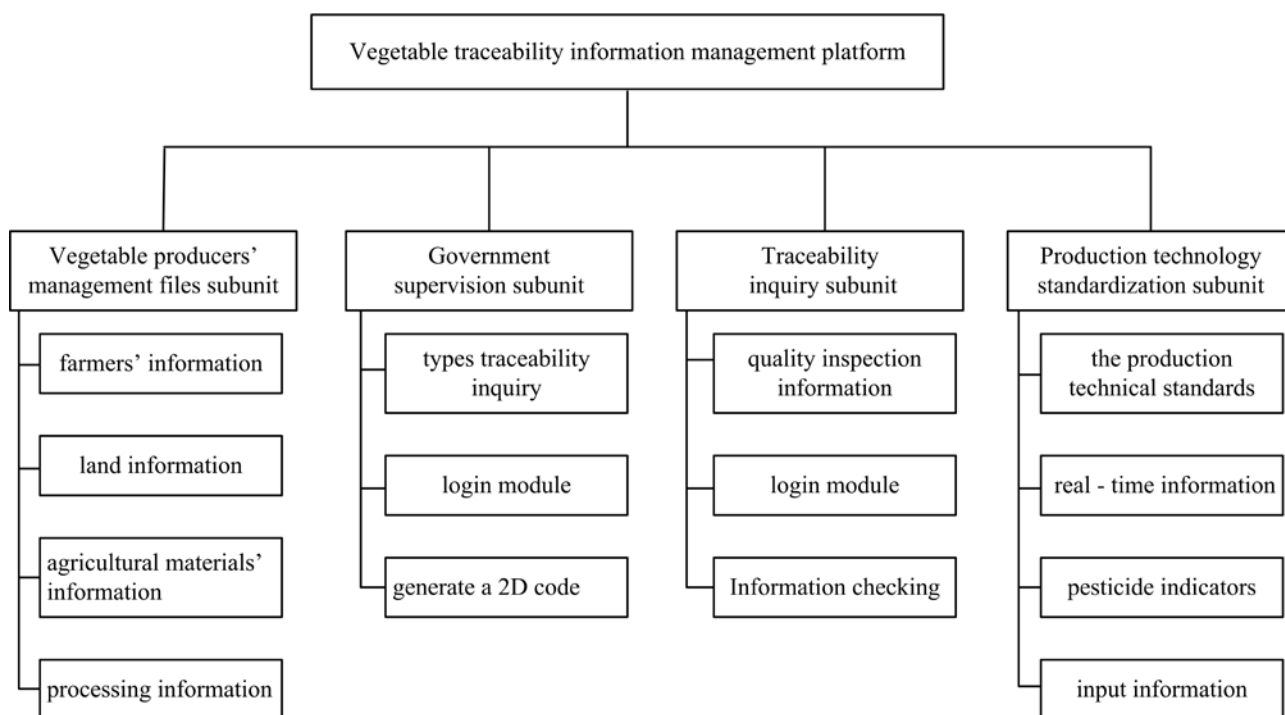 Vegetable traceability information management platform
Vegetable producers’
management files subunit
farmers’ information
land information
agricultural materials’
information
processing information
Government
supervision subunit
types traceability
inquiry
login module
generate a 2D code
Traceability
inquiry subunit
quality inspection
information
login module
Information checking
Production technology
standardization subunit
the production
technical standards
real - time information
pesticide indicators
input information